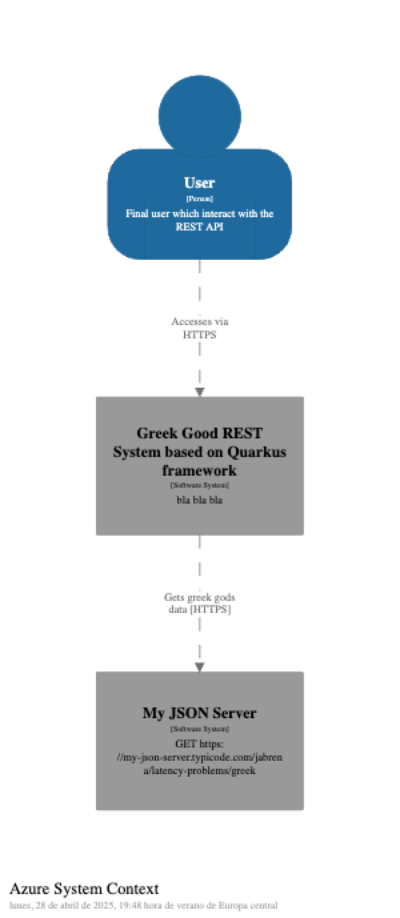 User
[Person]
Final user which interact with the
REST API
Accesses via
HTTPS
Greek Good REST
System based on Quarkus
framework
[Software System]
bla bla bla
Gets greek gods
data [HTTPS]
My JSON Server
[Software System]
GET https:
//my-json-server.typicode.com/jabren
a/latency-problems/greek
Azure System Context
lunes, 28 de abril de 2025, 19:48 hora de verano de Europa central